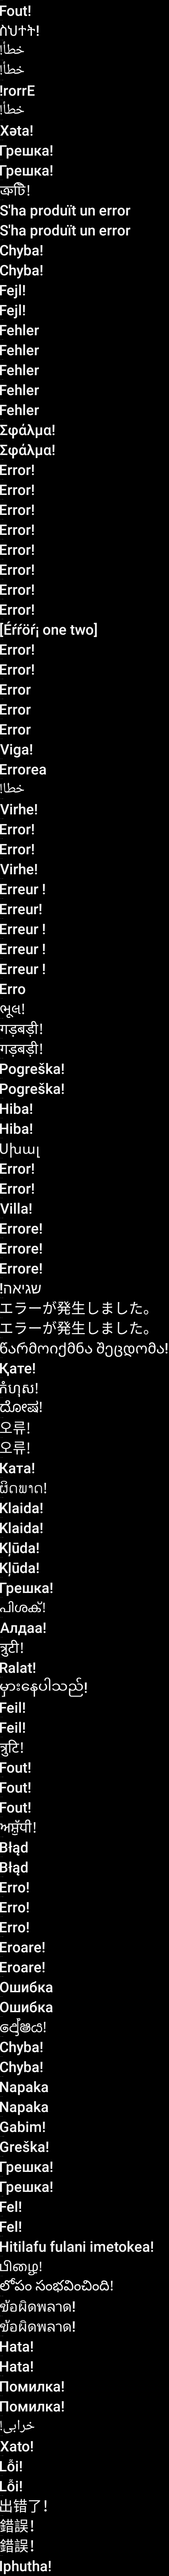 Fout!
ስህተት!
خطأ!
خطأ!
!rorrE
خطأ!
Xəta!
Грешка!
Грешка!
ত্রুটি!
S'ha produït un error
S'ha produït un error
Chyba!
Chyba!
Fejl!
Fejl!
Fehler
Fehler
Fehler
Fehler
Fehler
Σφάλμα!
Σφάλμα!
Error!
Error!
Error!
Error!
Error!
Error!
Error!
Error!
[Éŕŕöŕ¡ one two]
Error!
Error!
Error
Error
Error
Viga!
Errorea
خطا!
Virhe!
Error!
Error!
Virhe!
Erreur !
Erreur!
Erreur !
Erreur !
Erreur !
Erro
ભૂલ!
गड़बड़ी!
गड़बड़ी!
Pogreška!
Pogreška!
Hiba!
Hiba!
Սխալ
Error!
Error!
Villa!
Errore!
Errore!
Errore!
שגיאה!
エラーが発生しました。
エラーが発生しました。
წარმოიქმნა შეცდომა!
Қате!
កំហុស!
ದೋಷ!
오류!
오류!
Ката!
ຜິດພາດ!
Klaida!
Klaida!
Kļūda!
Kļūda!
Грешка!
പിശക്!
Алдаа!
त्रुटी!
Ralat!
မှားနေပါသည်!
Feil!
Feil!
त्रुटि!
Fout!
Fout!
Fout!
ਅਸ਼ੁੱਧੀ!
Błąd
Błąd
Erro!
Erro!
Erro!
Eroare!
Eroare!
Ошибка
Ошибка
දෝෂය!
Chyba!
Chyba!
Napaka
Napaka
Gabim!
Greška!
Грешка!
Грешка!
Fel!
Fel!
Hitilafu fulani imetokea!
பிழை!
లోపం సంభవించింది!
ข้อผิดพลาด!
ข้อผิดพลาด!
Hata!
Hata!
Помилка!
Помилка!
خرابی!
Xato!
Lỗi!
Lỗi!
出错了！
錯誤！
錯誤！
Iphutha!